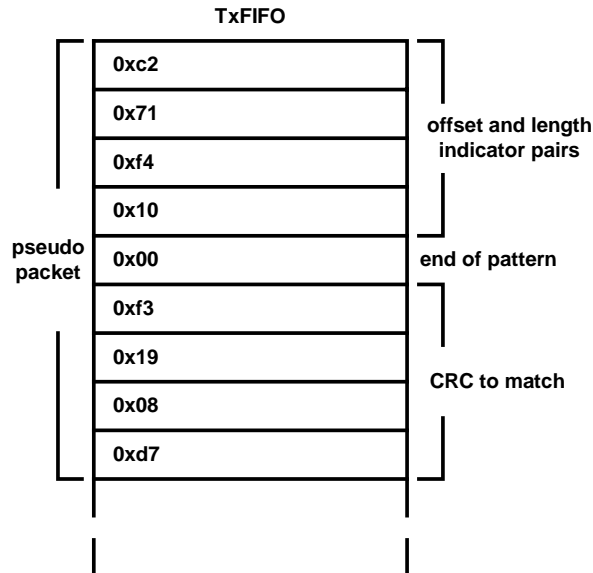 TxFIFO
0xc2
0x71
0xf4
0x10
0x00
0xf3
0x19
0x08
0xd7
pseudo
packet
offset and length
indicator pairs
end of pattern
CRC to match